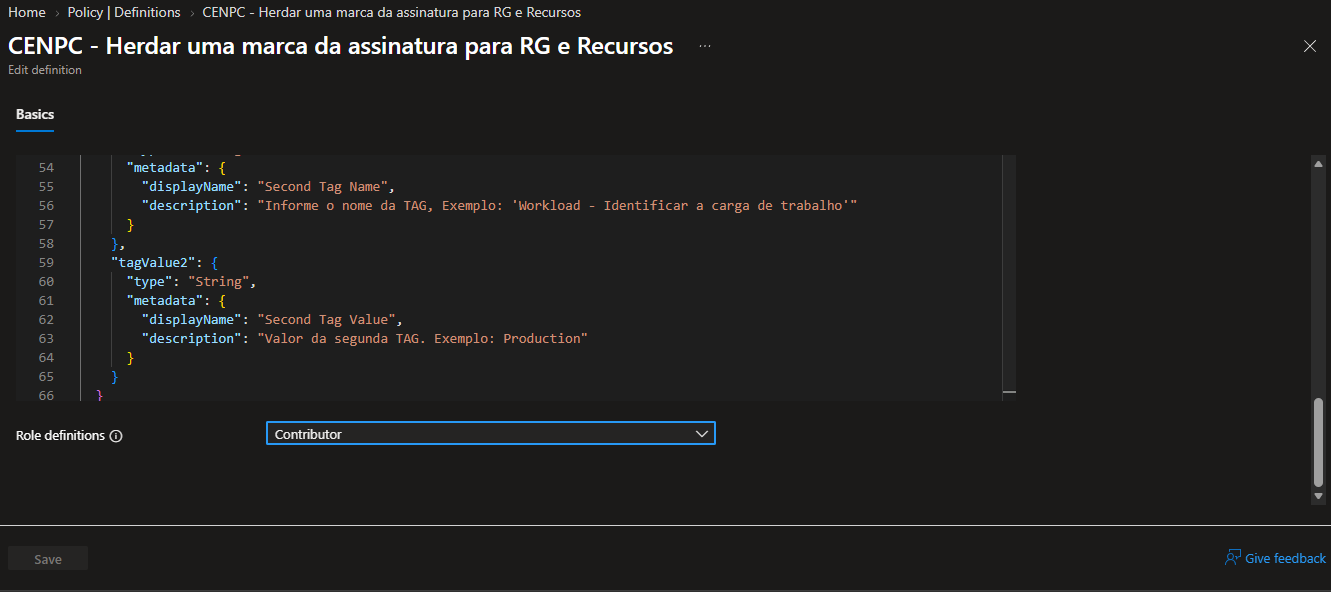 Home > Policy | Definitions > CENPC - Herdar uma marca da assinatura para RG e Recursos
CENPC - Herdar uma marca da assinatura para RG e Recursos ...
Edit definition
Basics
54 "metadata": {
55 "displayName": "Second Tag Name",
56 "description": "Informe o nome da TAG, Exemplo: 'Workload - Identificar a carga de trabalho'"
57 }
58 },
59 "tagValue2": {
60 "type": "String",
61 "metadata": {
62 "displayName": "Second Tag Value",
63 "description": "Valor da segunda TAG. Exemplo: Production"
64 }
65 }
66 }
Role definitions
Contributor
Save
Give feedback